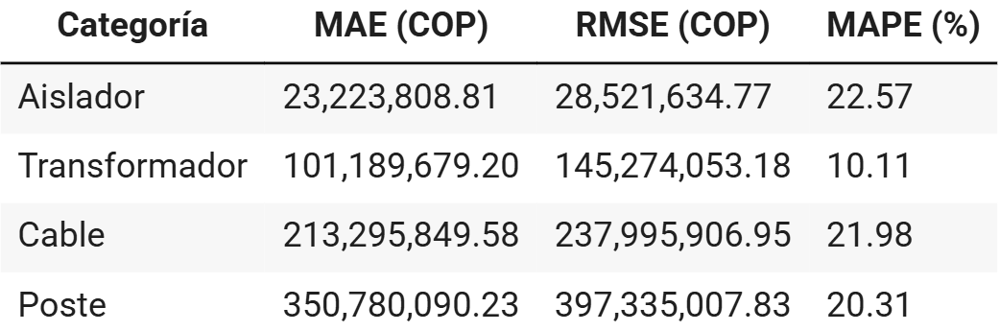 Categoría MAE (COP) RMSE (COP) MAPE (%)
Aislador 23,223,808.81 28,521,634.77 22.57
Transformador 101,189,679.20 145,274,053.18 10.11
Cable 213,295,849.58 237,995,906.95 21.98
Poste 350,780,090.23 397,335,007.83 20.31